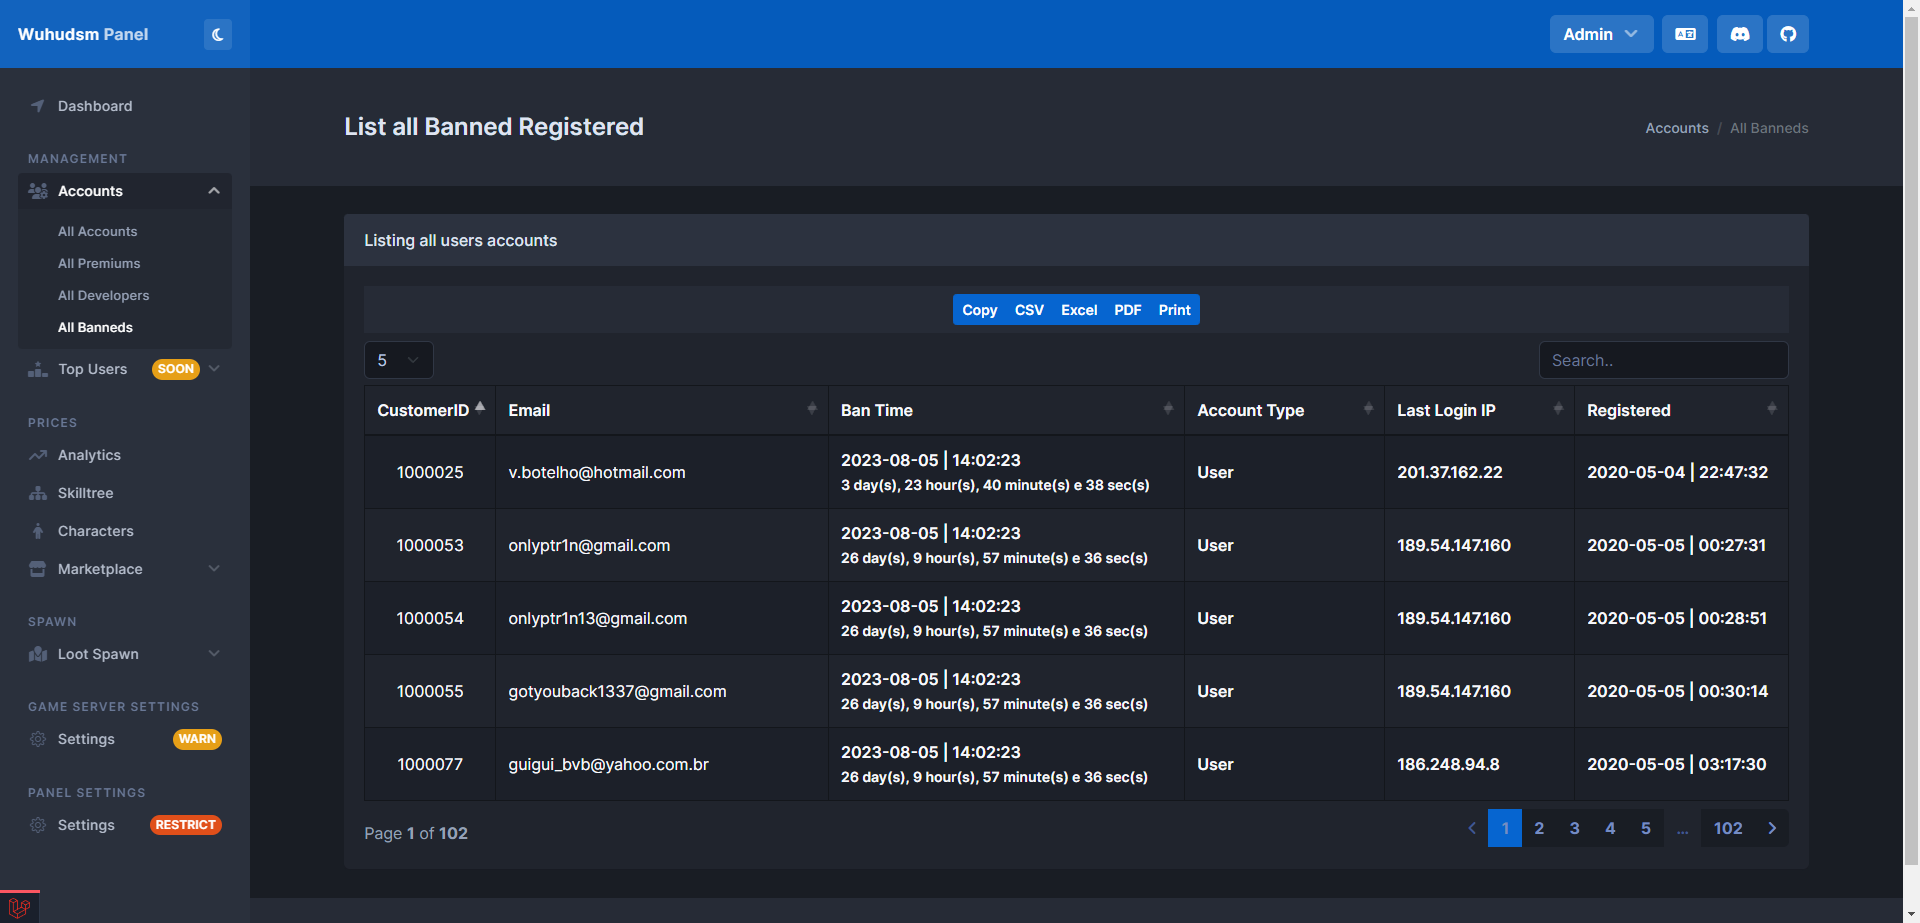 Wuhudsm Panel
Admin
Dashboard
MANAGEMENT
Accounts
All Accounts
All Premiums
All Developers
All Banneds
Top Users SOON
PRICES
Analytics
Skilltree
Characters
Marketplace
SPAWN
Loot Spawn
GAME SERVER SETTINGS
Settings WARN
PANEL SETTINGS
Settings RESTRICT
List all Banned Registered
Accounts / All Banneds
Listing all users accounts
Copy CSV Excel PDF Print
5
Search..
CustomerID Email Ban Time Account Type Last Login IP Registered
1000025 v.botelho@hotmail.com 2023-08-05 | 14:02:23 User 201.37.162.22 2020-05-04 | 22:47:32
3 day(s), 23 hour(s), 40 minute(s) e 38 sec(s)
1000053 onlyptr1n@gmail.com 2023-08-05 | 14:02:23 User 189.54.147.160 2020-05-05 | 00:27:31
26 day(s), 9 hour(s), 57 minute(s) e 36 sec(s)
1000054 onlyptr1n13@gmail.com 2023-08-05 | 14:02:23 User 189.54.147.160 2020-05-05 | 00:28:51
26 day(s), 9 hour(s), 57 minute(s) e 36 sec(s)
1000055 gotyouback1337@gmail.com 2023-08-05 | 14:02:23 User 189.54.147.160 2020-05-05 | 00:30:14
26 day(s), 9 hour(s), 57 minute(s) e 36 sec(s)
1000077 guigui_bvb@yahoo.com.br 2023-08-05 | 14:02:23 User 186.248.94.8 2020-05-05 | 03:17:30
26 day(s), 9 hour(s), 57 minute(s) e 36 sec(s)
Page 1 of 102
1 2 3 4 5 ... 102